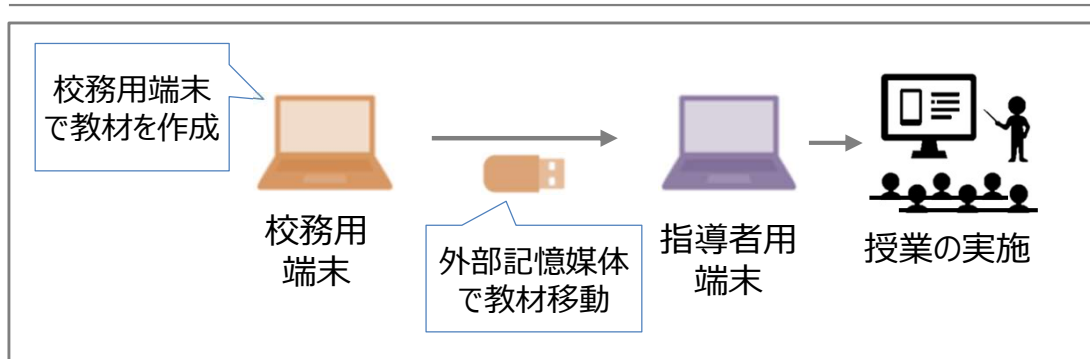 校務用端末
で教材を作成
校務用
端末
外部記憶媒体
で教材移動
指導者用
端末
授業の実施